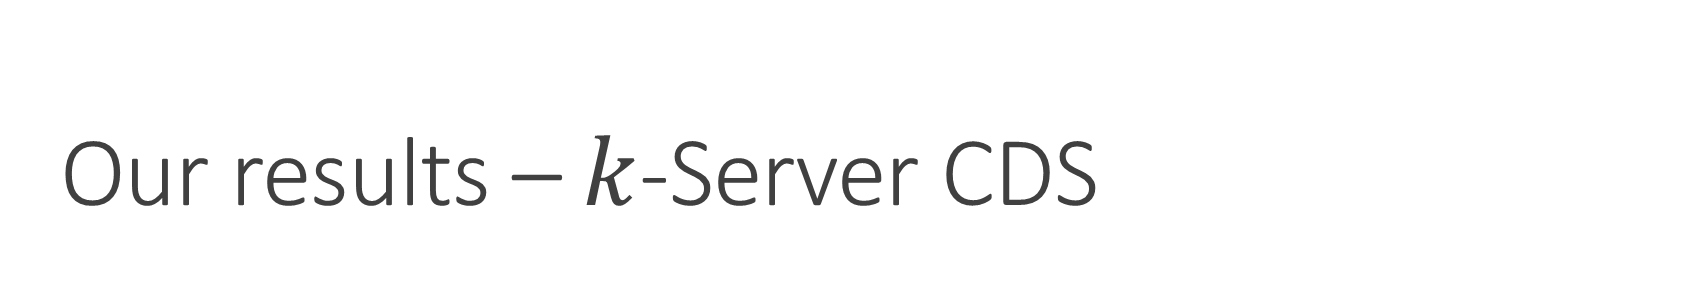 Our results – k-Server CDS